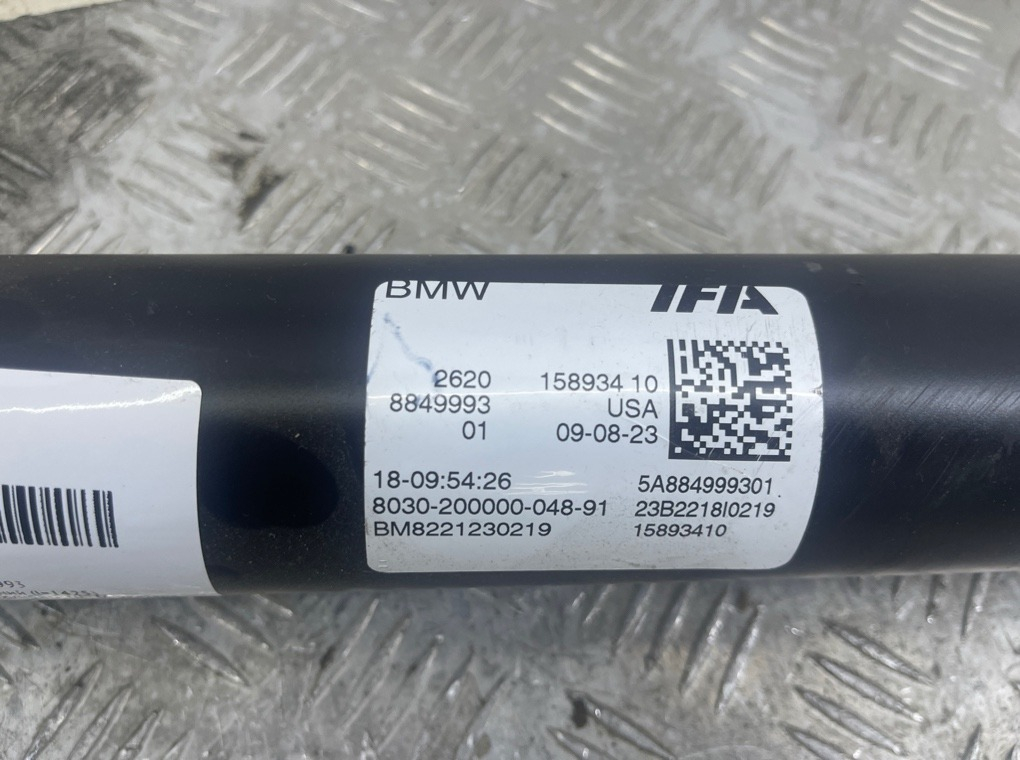 BMW IFA
2620 158934 10
8849993 USA
01 09-08-23
18-09:54:26 5A884999301
8030-200000-048-91 23B2218I0219
BM8221230219 15893410
993